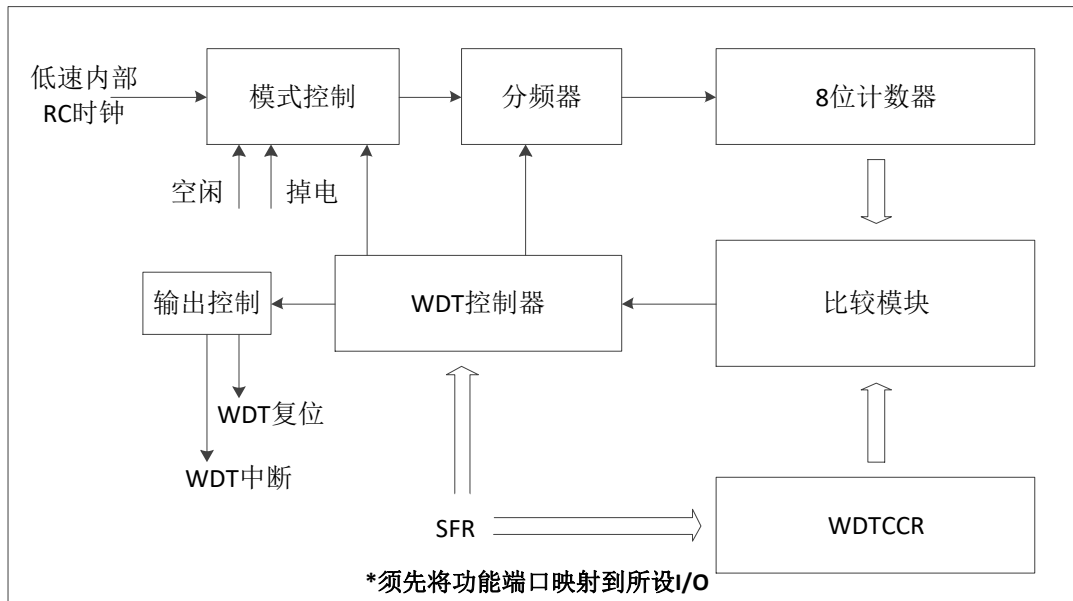 低速内部
RC时钟
模式控制
分频器
8位计数器
空闲
掉电
输出控制
WDT控制器
比较模块
WDT复位
WDT中断
SFR
WDTCCR
*须先将功能端口映射到所设I/O